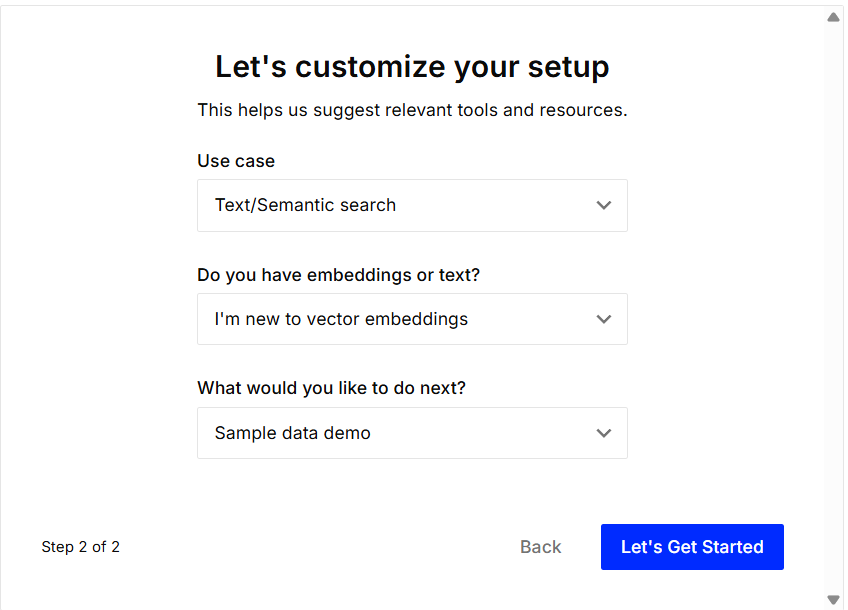 Let's customize your setup
This helps us suggest relevant tools and resources.
Use case
Text/Semantic search
Do you have embeddings or text?
I'm new to vector embeddings
What would you like to do next?
Sample data demo
Step 2 of 2
Back
Let's Get Started